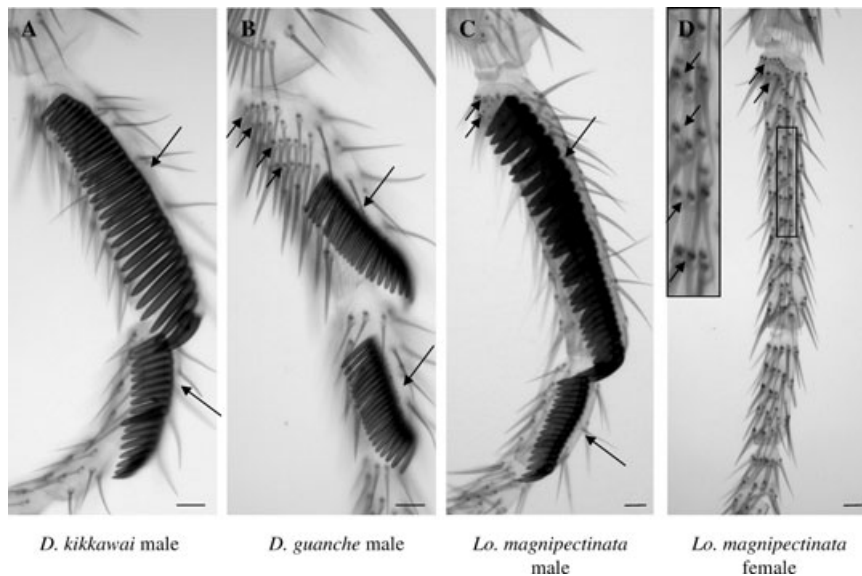 A
B
C
D
D. kikkawai male
D. guanche male
Lo. magnipectinata
male
Lo. magnipectinata
female